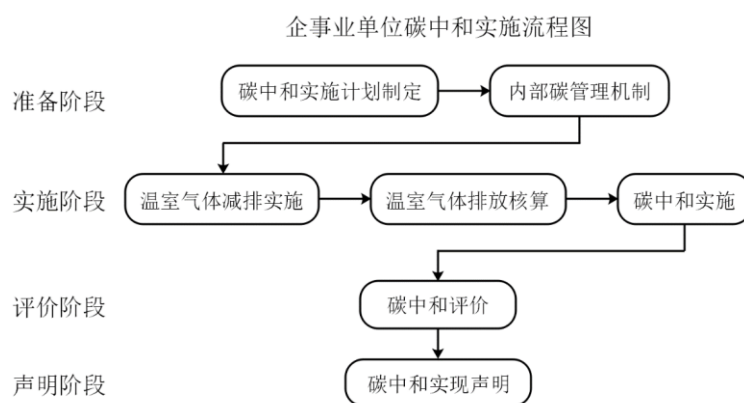 企事业单位碳中和实施流程图
准备阶段
碳中和实施计划制定
内部碳管理机制
实施阶段
温室气体减排实施
温室气体排放核算
碳中和实施
评价阶段
碳中和评价
声明阶段
碳中和实现声明